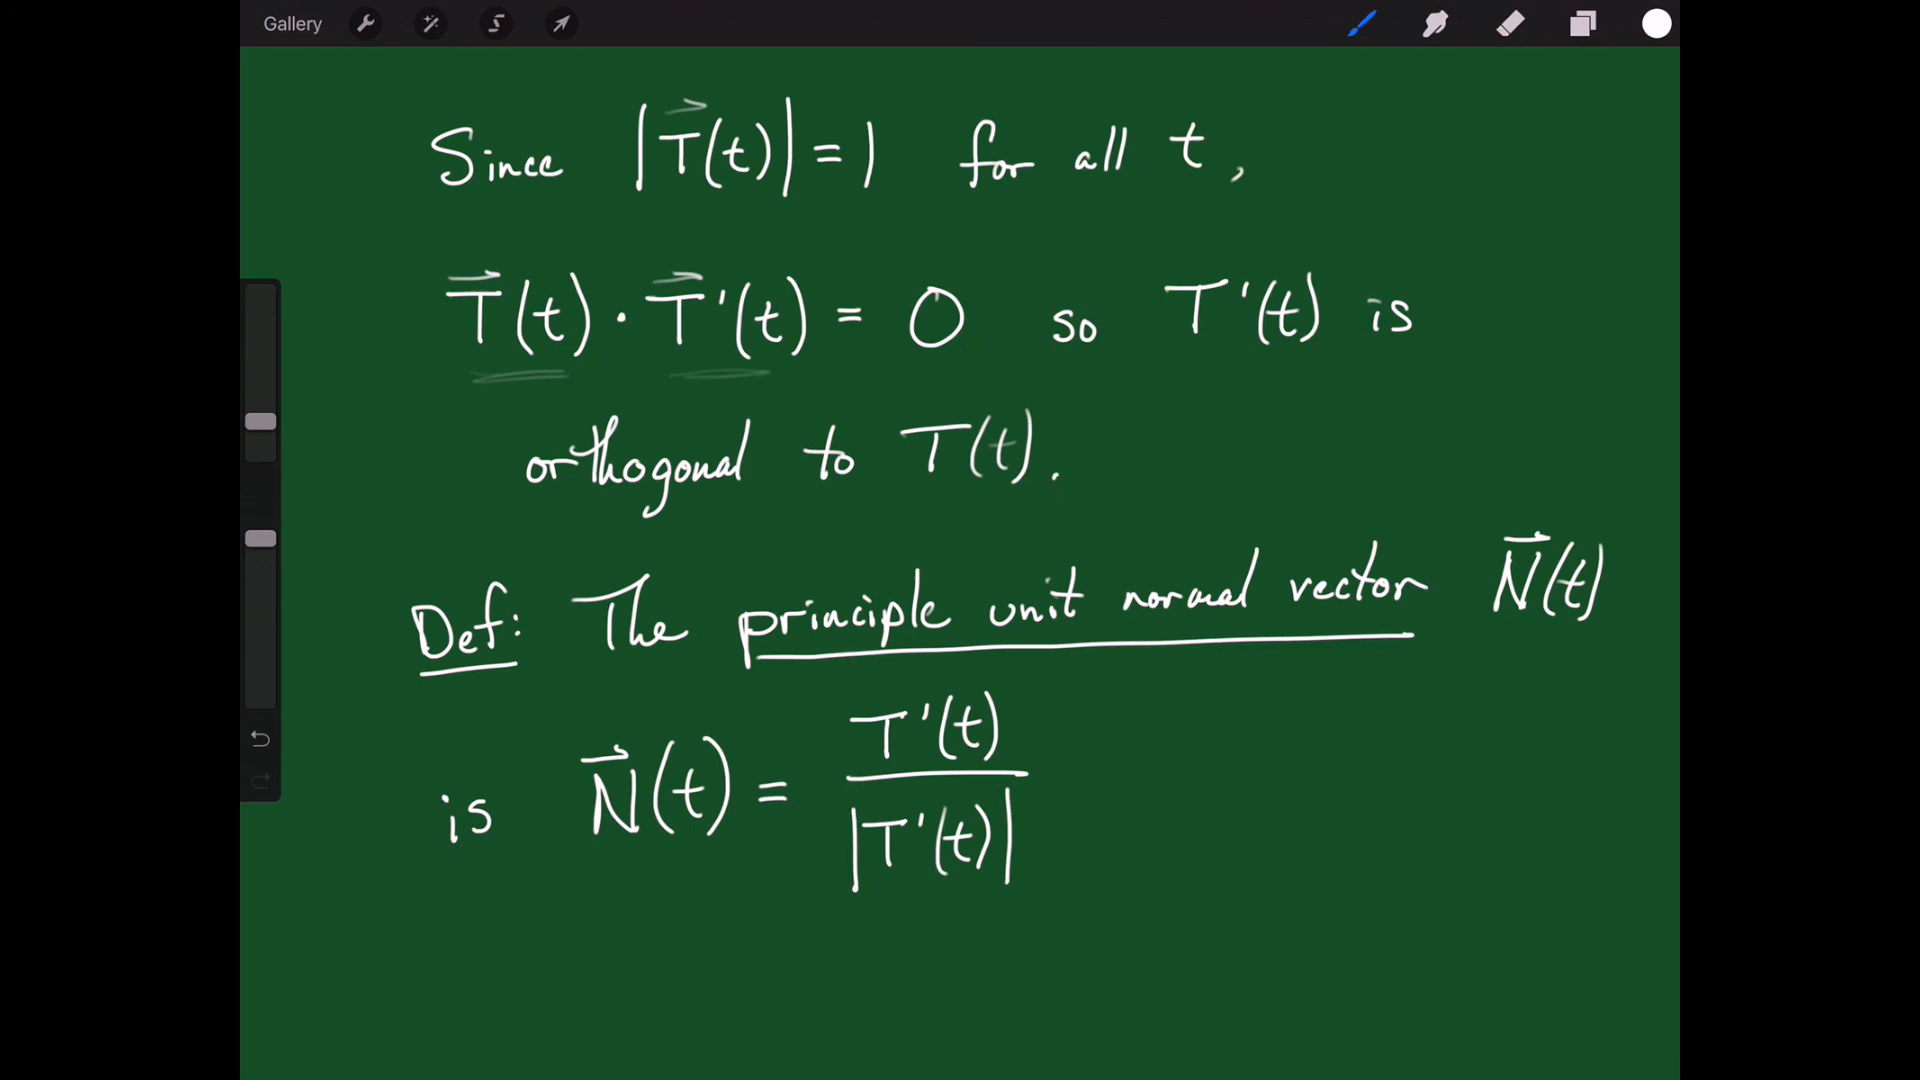 Gallery
Since |T⃗(t)| = 1 for all t,
T⃗(t) · T⃗'(t) = 0 so T'(t) is
orthogonal to T(t).
Def: The principle unit normal vector N⃗(t)
is N⃗(t) = T'(t) / |T'(t)|